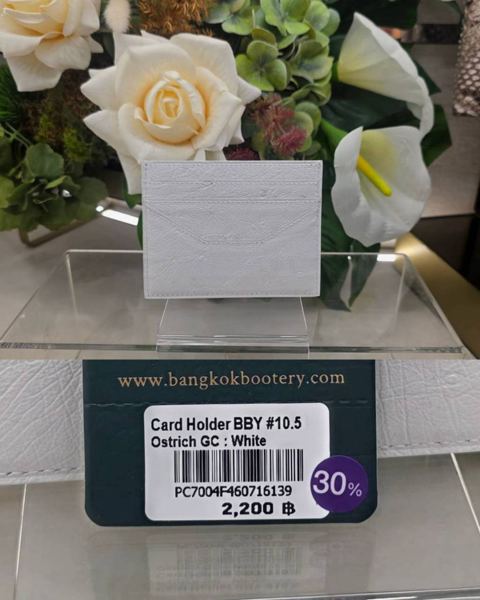 www.bangkokbootery.com
Card Holder BBY #10.5
Ostrich GC : White
PC7004F460716139
2,200 ฿
30%